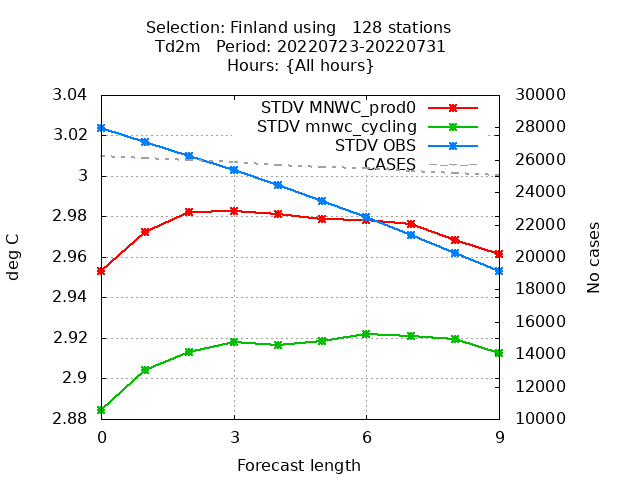 Selection: Finland using   128 stations
Td2m   Period: 20220723-20220731
Hours: {All hours}
STDV MNWC_prod0
STDV mnwc_cycling
STDV OBS
CASES
3.04
3.02
3
2.98
2.96
2.94
2.92
2.9
2.88
deg C
30000
28000
26000
24000
22000
20000
18000
16000
14000
12000
10000
No cases
0 3 6 9
Forecast length